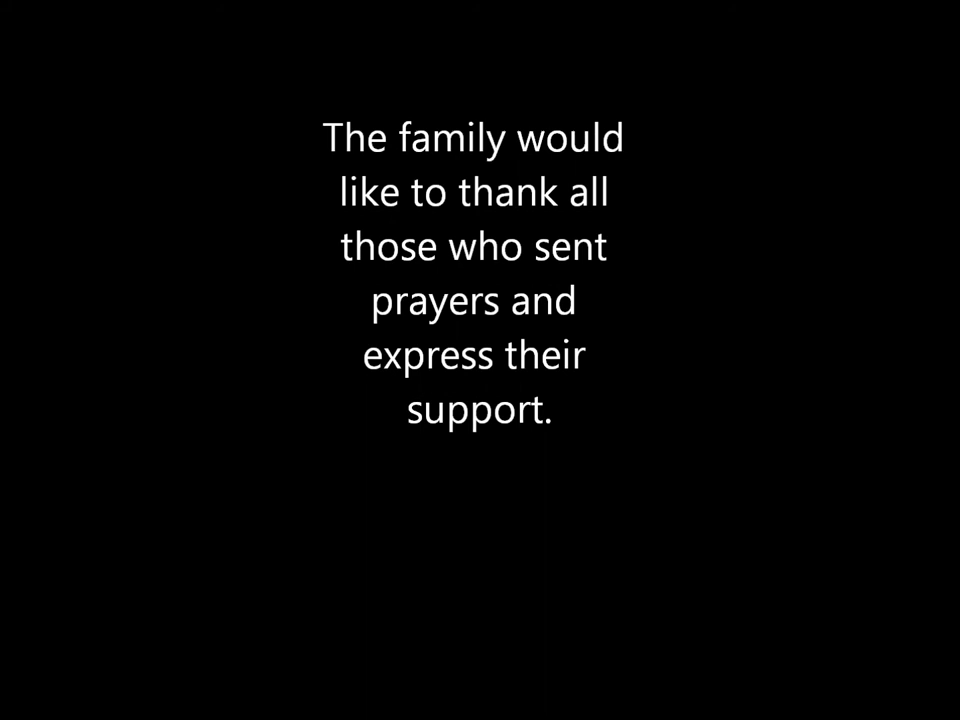 The family would
like to thank all
those who sent
prayers and
express their
support.